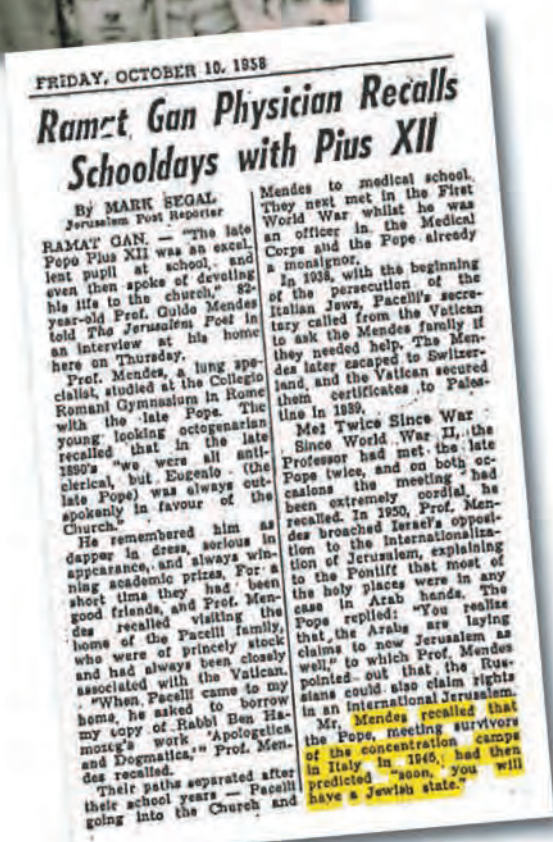 FRIDAY, OCTOBER 10, 1958
Ramat Gan Physician Recalls
Schooldays with Pius XII
By MARK SEGAL
Jerusalem Post Reporter
RAMAT GAN. — "The late
Pope Pius XII was an excel-
lent pupil at school, and
even then spoke of devoting
his life to the church," 82-
year-old Prof. Guido Mendes
told The Jerusalem Post in
an interview at his home
here on Thursday.
Prof. Mendes, a lung spe-
cialist, studied at the Collegio
Romani Gymnasium in Rome
with the late Pope. The
young looking octogenarian
recalled that in the late
1890's "we were all anti-
clerical, but Eugenio (the
late Pope) was always out-
spokenly in favour of the
Church."
He remembered him as
dapper in dress, serious in
appearance, and always win-
ning academic prizes. For a
short time they had been
good friends, and Prof. Men-
des recalled visiting the
home of the Pacelli family,
who were of princely stock
and had always been closely
associated with the Vatican.
"When Pacelli came to my
home, he asked to borrow
my copy of Rabbi Ben Ha-
mozeg's work 'Apologetica
and Dogmatica,'" Prof. Men-
des recalled.
Their paths separated after
their school years — Pacelli
going into the Church and
Mendes to medical school.
They next met in the First
World War whilst he was
an officer in the Medical
Corps and the Pope already
a monsignor.
In 1938, with the beginning
of the persecution of the
Italian Jews, Pacelli's secre-
tary called from the Vatican
to ask the Mendes family if
they needed help. The Men-
des later escaped to Switzer-
land, and the Vatican secured
them certificates to Pales-
tine in 1939.
Met Twice Since War
Since World War II, the
Professor had met the late
Pope twice, and on both oc-
casions the meeting had
been extremely cordial, he
recalled. In 1950, Prof. Men-
des broached Israel's opposi-
tion to the Internationaliza-
tion of Jerusalem, explaining
to the Pontiff that most of
the holy places were in any
case in Arab hands. The
Pope replied: "You realize
that the Arabs are laying
claims to new Jerusalem as
well," to which Prof. Mendes
pointed out that the Rus-
sians could also claim rights
in an international Jerusalem.
Mr. Mendes recalled that
the Pope, meeting survivors
of the concentration camps
in Italy in 1945, had then
predicted "soon, you will
have a Jewish state."